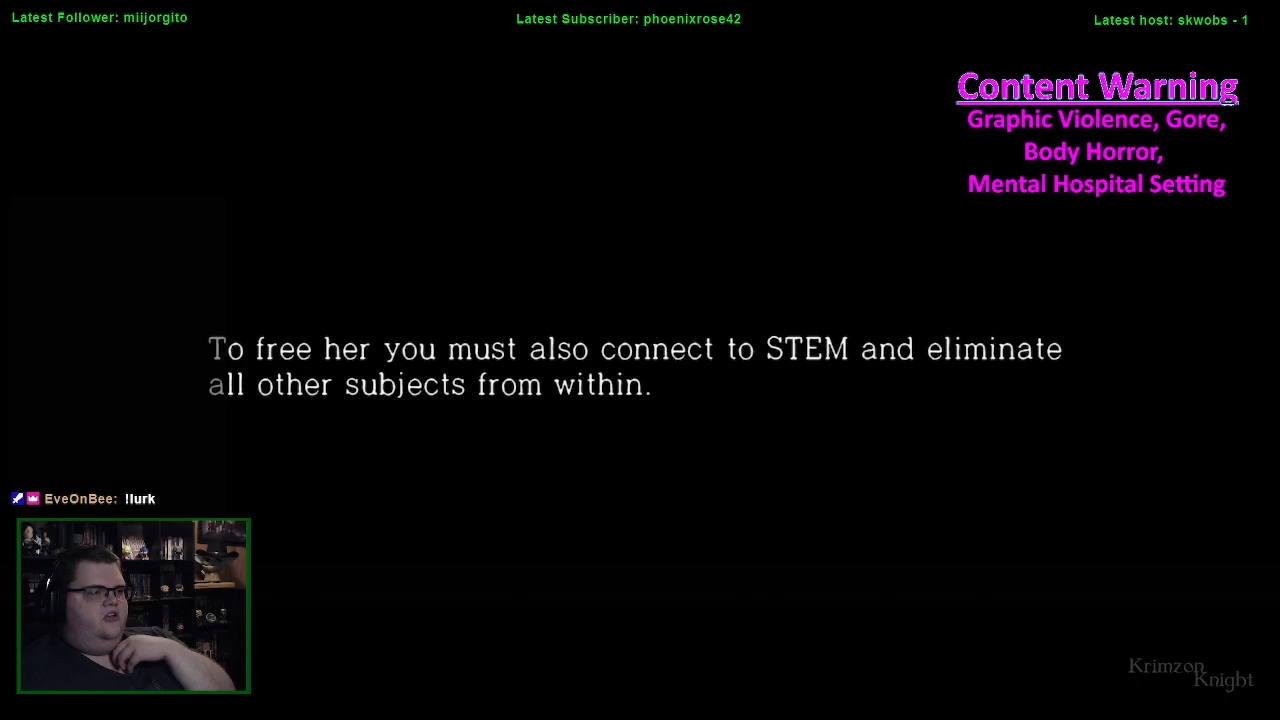 Latest Follower: miijorgito
Latest Subscriber: phoenixrose42
Latest host: skwobs - 1
Content Warning
Graphic Violence, Gore,
Body Horror,
Mental Hospital Setting
To free her you must also connect to STEM and eliminate
all other subjects from within.
EveOnBee: !lurk
Krimzon
Knight